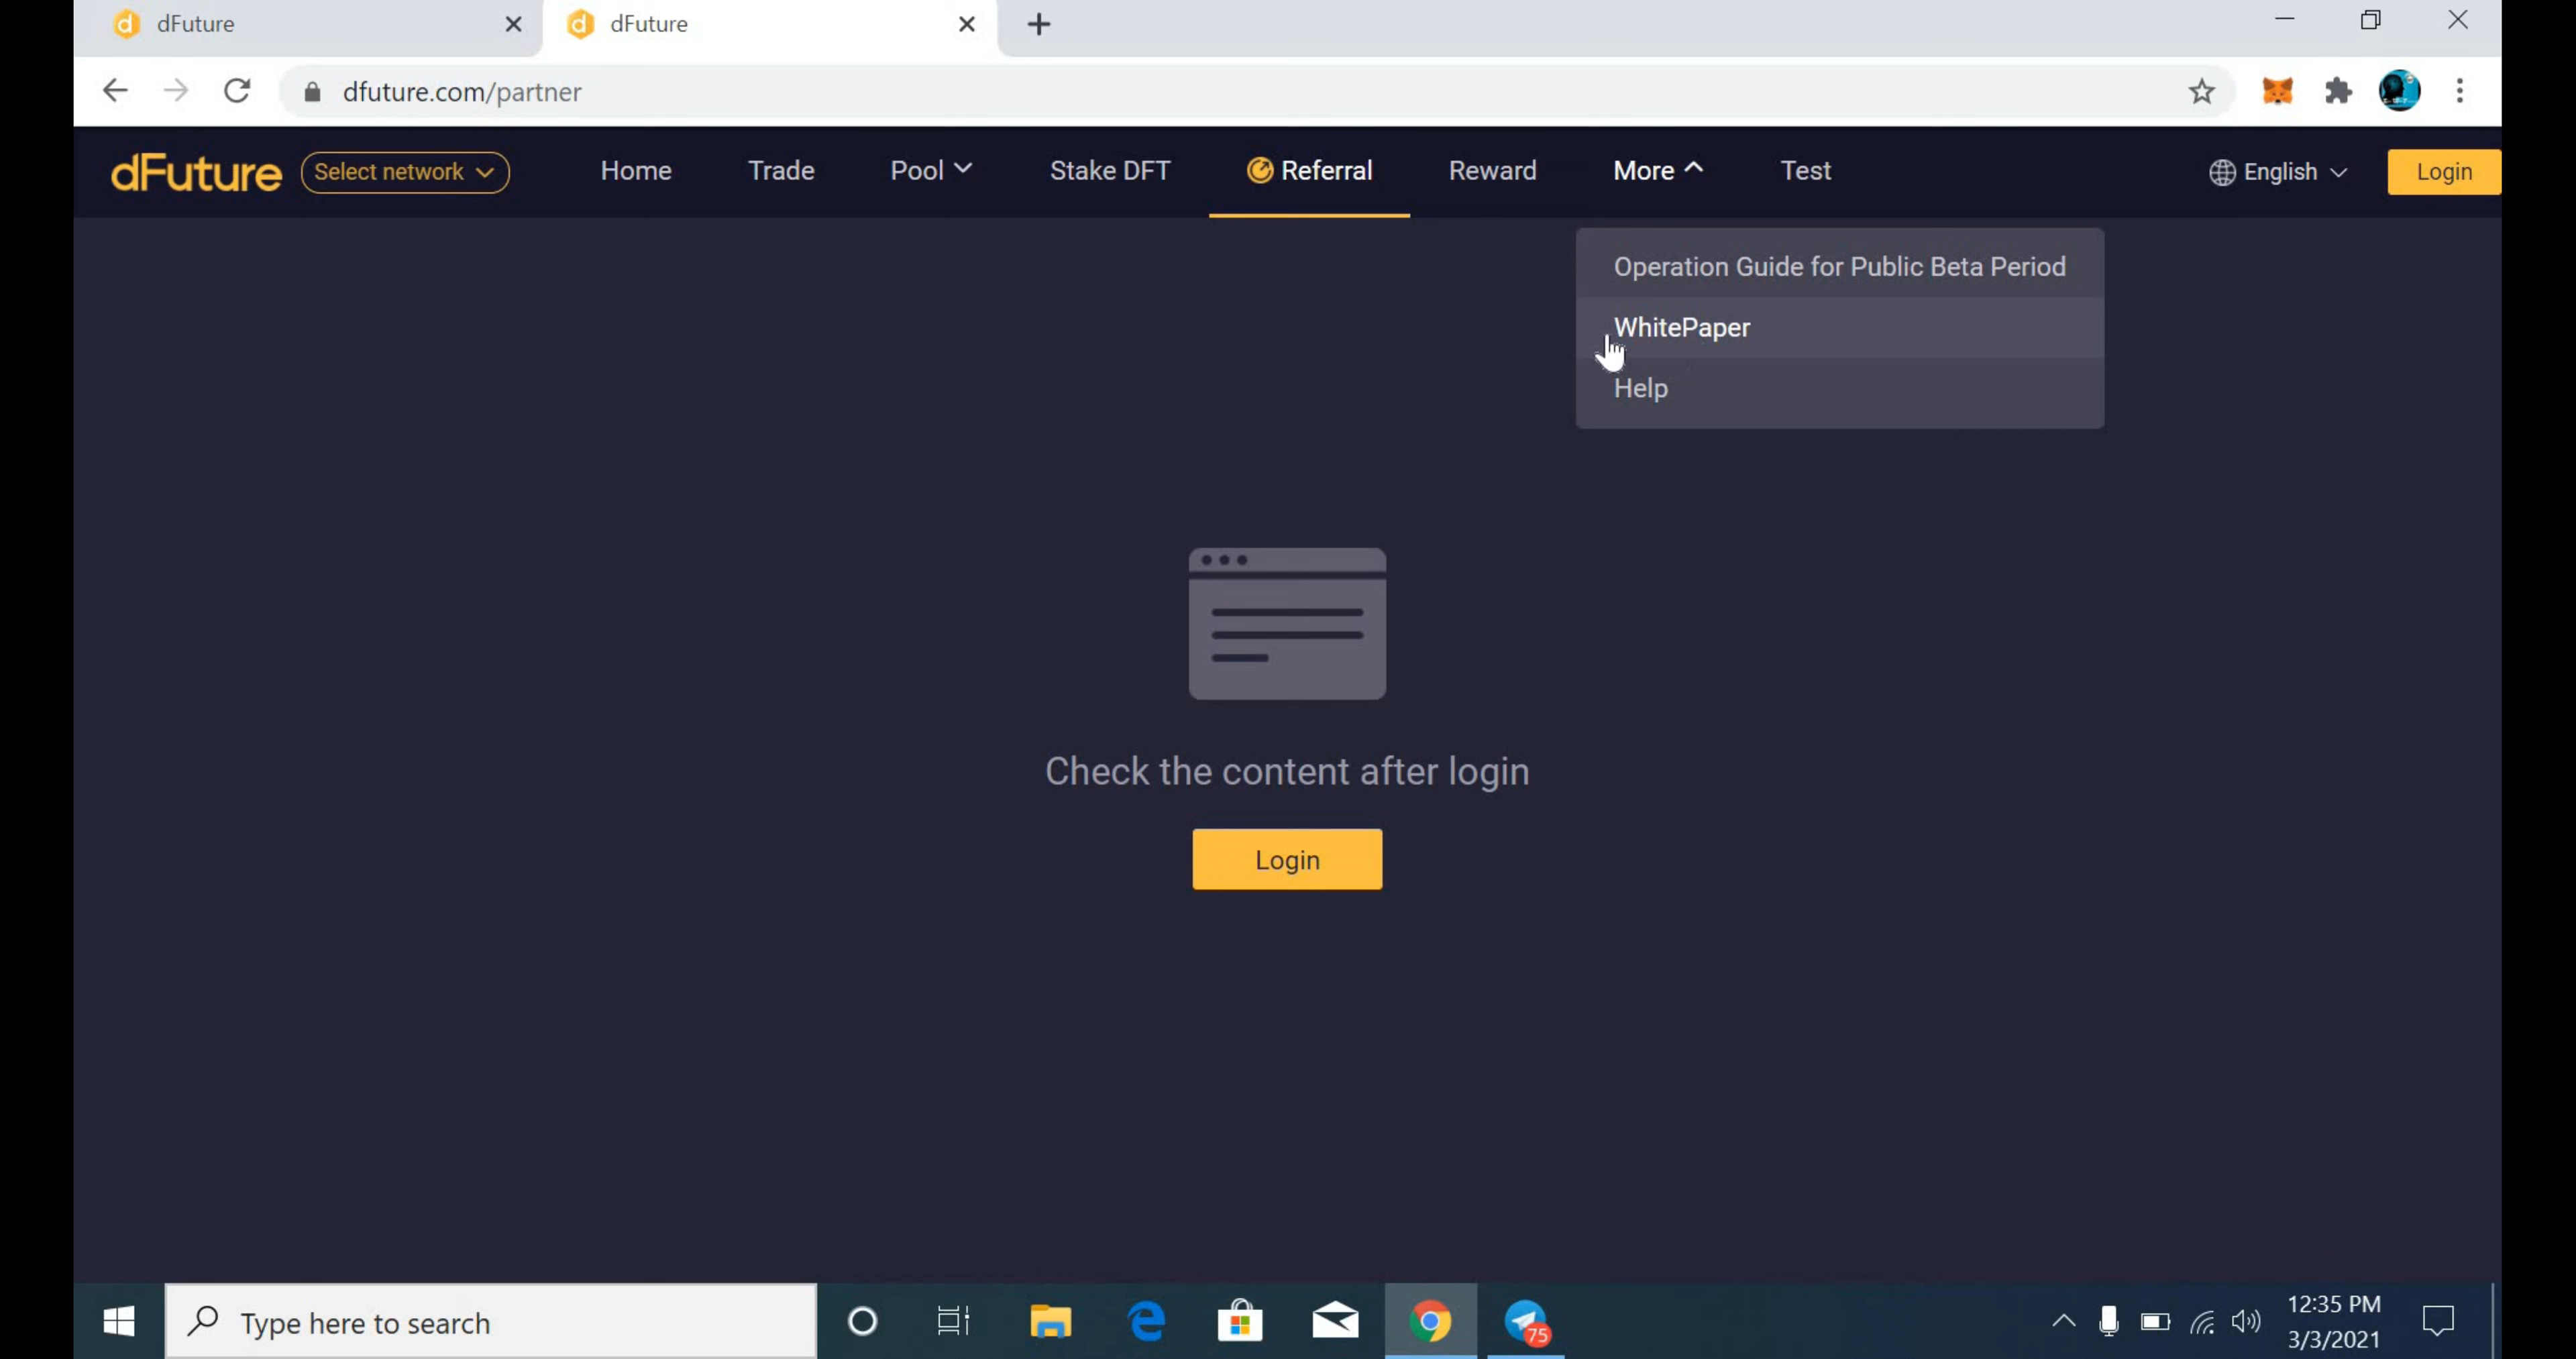 dFuture
dFuture
dfuture.com/partner
dFuture
Select network
Home
Trade
Pool
Stake DFT
Referral
Reward
More
Test
English
Login
Operation Guide for Public Beta Period
WhitePaper
Help
Check the content after login
Login
Type here to search
75
12:35 PM
3/3/2021